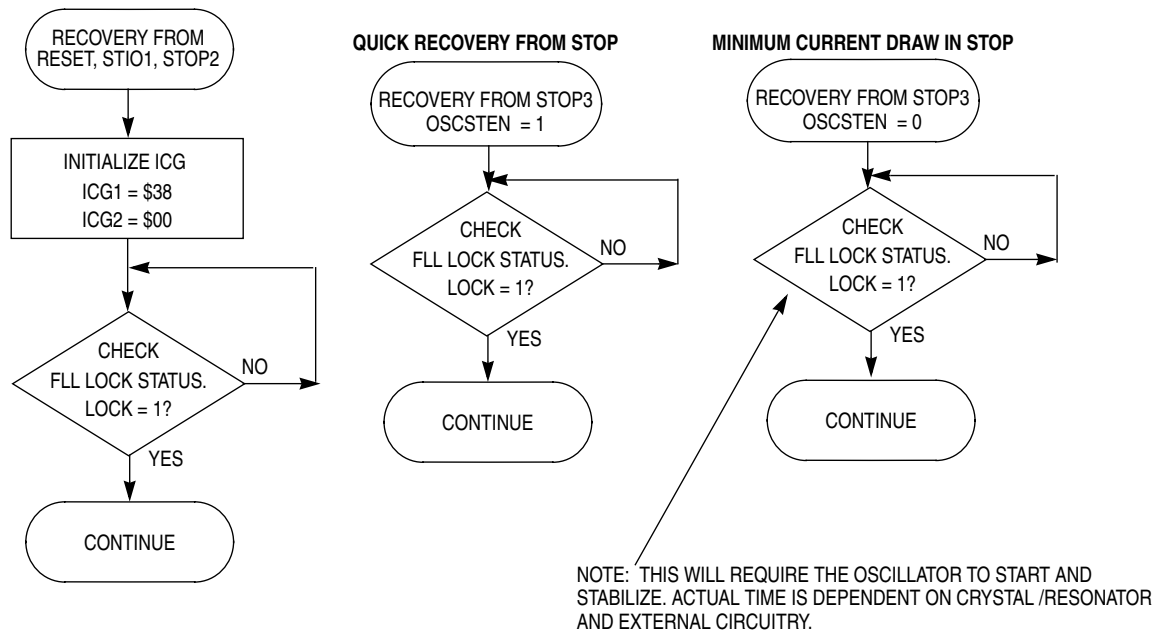 RECOVERY FROM
RESET, STIO1, STOP2
INITIALIZE ICG
ICG1 = $38
ICG2 = $00
CHECK
FLL LOCK STATUS.
LOCK = 1?
NO
YES
CONTINUE
QUICK RECOVERY FROM STOP
RECOVERY FROM STOP3
OSCSTEN = 1
CHECK
FLL LOCK STATUS.
LOCK = 1?
NO
YES
CONTINUE
MINIMUM CURRENT DRAW IN STOP
RECOVERY FROM STOP3
OSCSTEN = 0
CHECK
FLL LOCK STATUS.
LOCK = 1?
NO
YES
CONTINUE
NOTE: THIS WILL REQUIRE THE OSCILLATOR TO START AND
STABILIZE. ACTUAL TIME IS DEPENDENT ON CRYSTAL /RESONATOR
AND EXTERNAL CIRCUITRY.